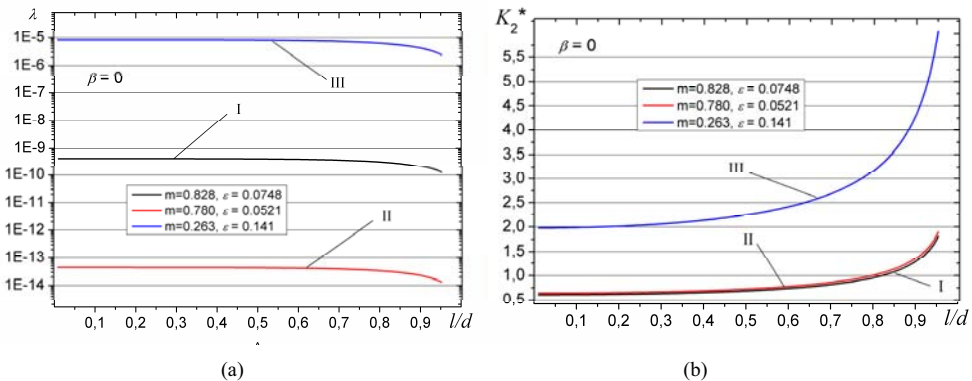 λ
1E-5
1E-6
1E-7
1E-8
1E-9
1E-10
1E-11
1E-12
1E-13
1E-14
β = 0
III
I
II
m=0.828, ε = 0.0748
m=0.780, ε = 0.0521
m=0.263, ε = 0.141
0,1 0,2 0,3 0,4 0,5 0,6 0,7 0,8 0,9 l/d
(a)
K₂*
5,5
5,0
4,5
4,0
3,5
3,0
2,5
2,0
1,5
1,0
0,5
β = 0
m=0.828, ε = 0.0748
m=0.780, ε = 0.0521
m=0.263, ε = 0.141
III
II
I
0,1 0,2 0,3 0,4 0,5 0,6 0,7 0,8 0,9 l/d
(b)